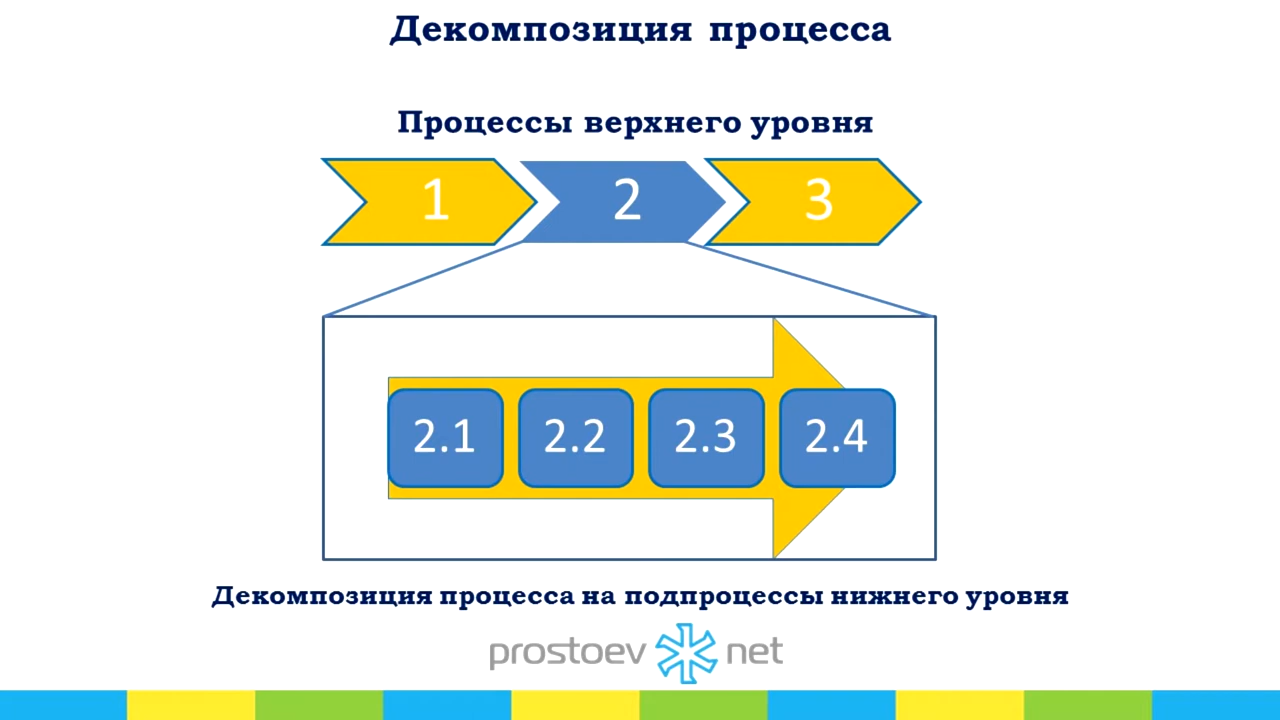 Декомпозиция процесса
Процессы верхнего уровня
1 2 3
2.1 2.2 2.3 2.4
Декомпозиция процесса на подпроцессы нижнего уровня
prostoev net